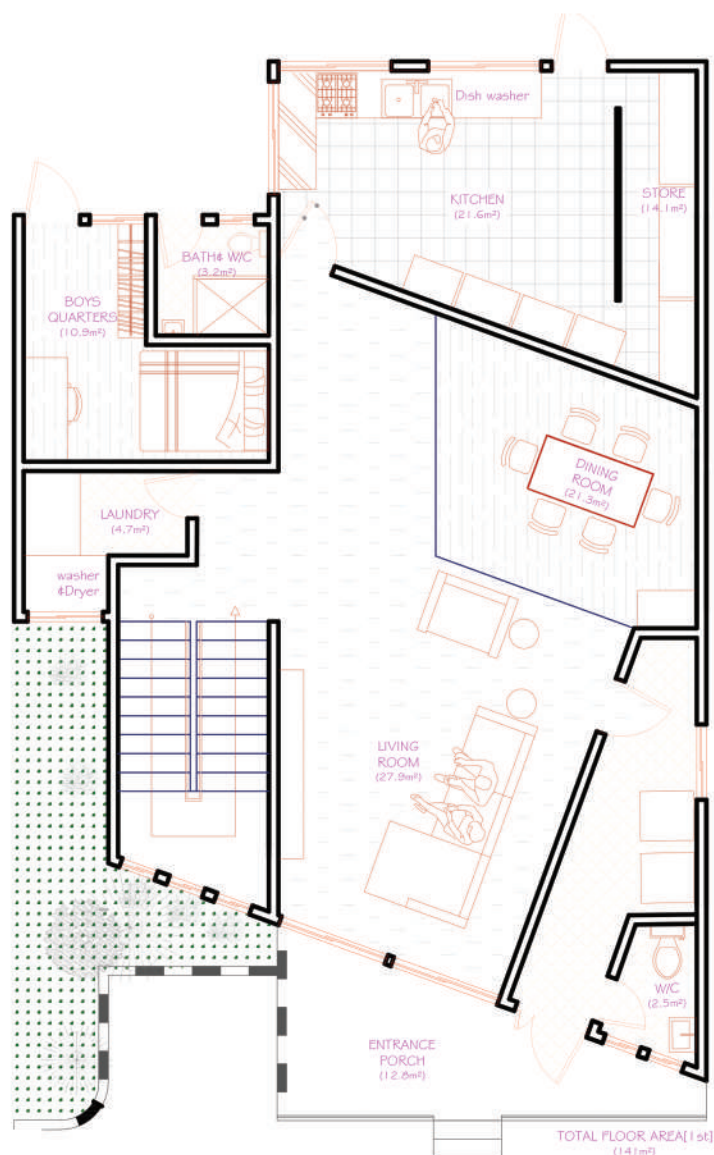 Dish washer
KITCHEN
(21.6m²)
STORE
(14.1m²)
BATH¢ W/C
(3.2m²)
BOYS
QUARTERS
(10.9m²)
DINING
ROOM
(21.3m²)
LAUNDRY
(4.7m²)
washer
¢Dryer
LIVING
ROOM
(27.9m²)
W/C
(2.5m²)
ENTRANCE
PORCH
(12.8m²)
TOTAL FLOOR AREA[1st]
(141m²)